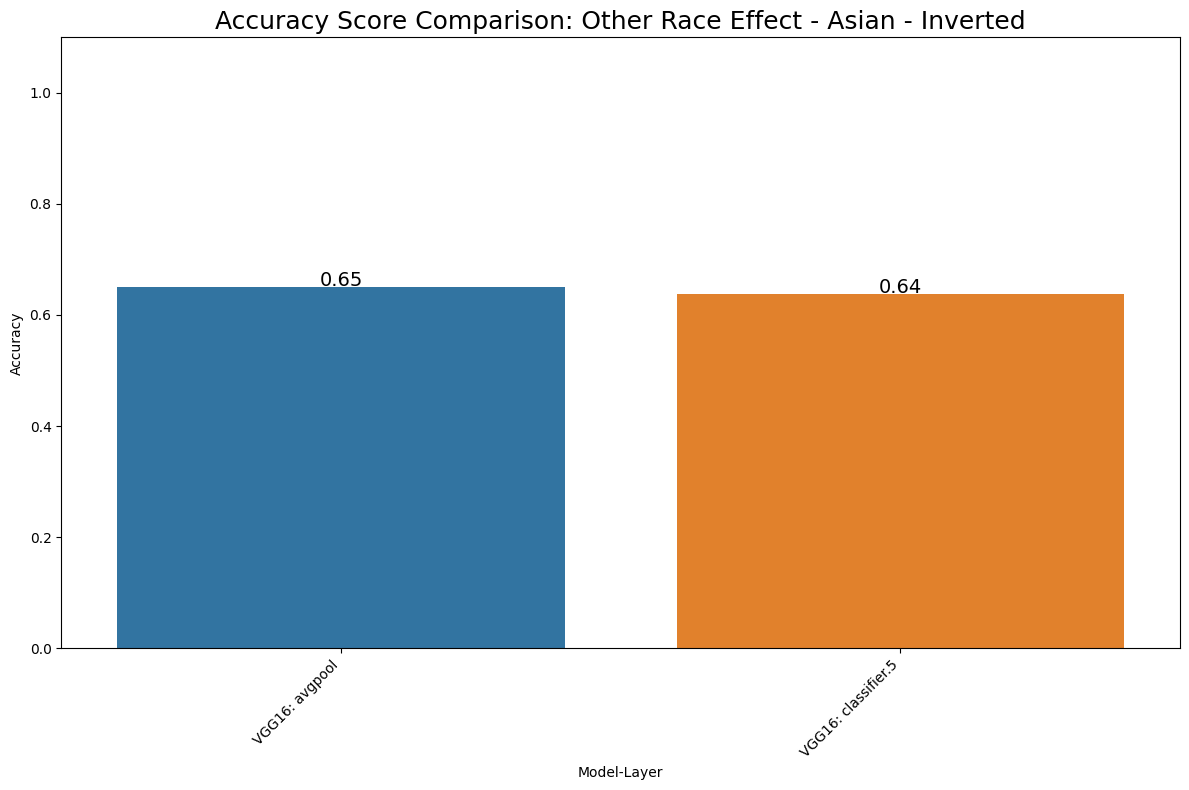 Accuracy Score Comparison: Other Race Effect - Asian - Inverted
1.0
0.8
0.6
0.4
0.2
0.0
Accuracy
0.65
0.64
VGG16: avgpool
VGG16: classifier.5
Model-Layer